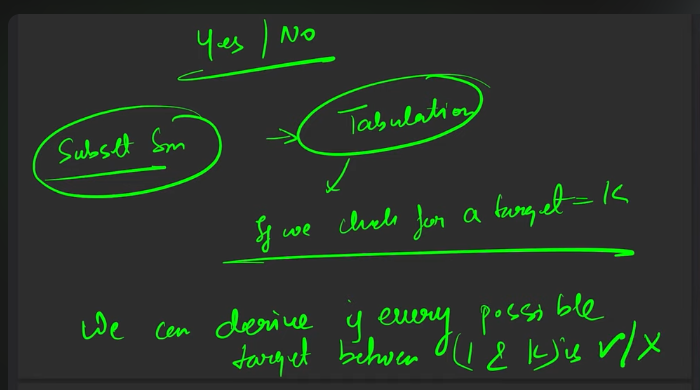 Yes | No
Subset Sm → Tabulation
If we check for a target = K
We can derive if every possible
target between (1 & K) is ✓/X